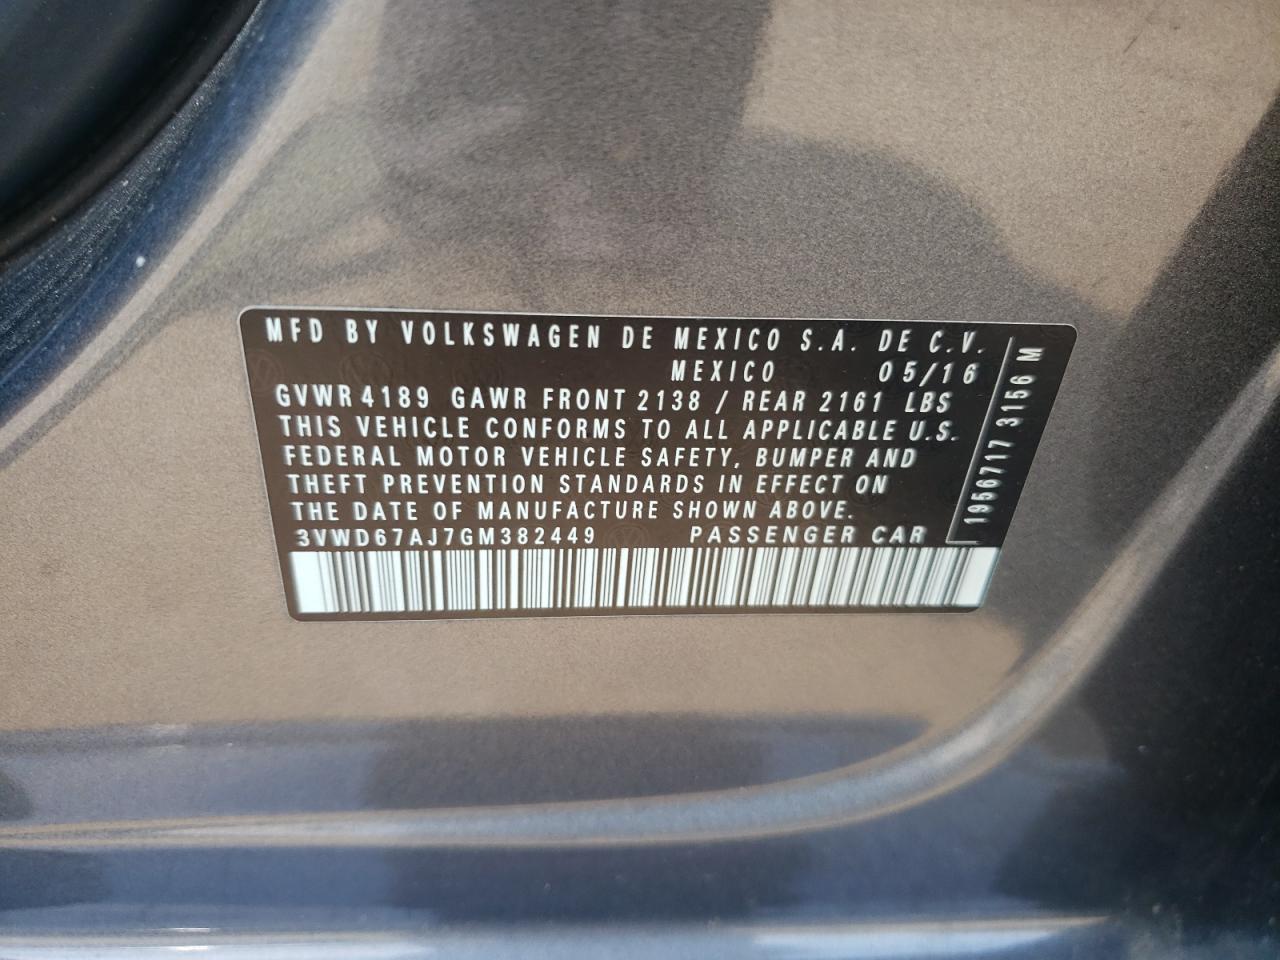 MFD BY VOLKSWAGEN DE MEXICO S.A. DE C.V.
MEXICO 05/16
GVWR 4189 GAWR FRONT 2138 / REAR 2161 LBS
THIS VEHICLE CONFORMS TO ALL APPLICABLE U.S.
FEDERAL MOTOR VEHICLE SAFETY, BUMPER AND
THEFT PREVENTION STANDARDS IN EFFECT ON
THE DATE OF MANUFACTURE SHOWN ABOVE.
3VWD67AJ7GM382449 PASSENGER CAR
1956717 3156 M